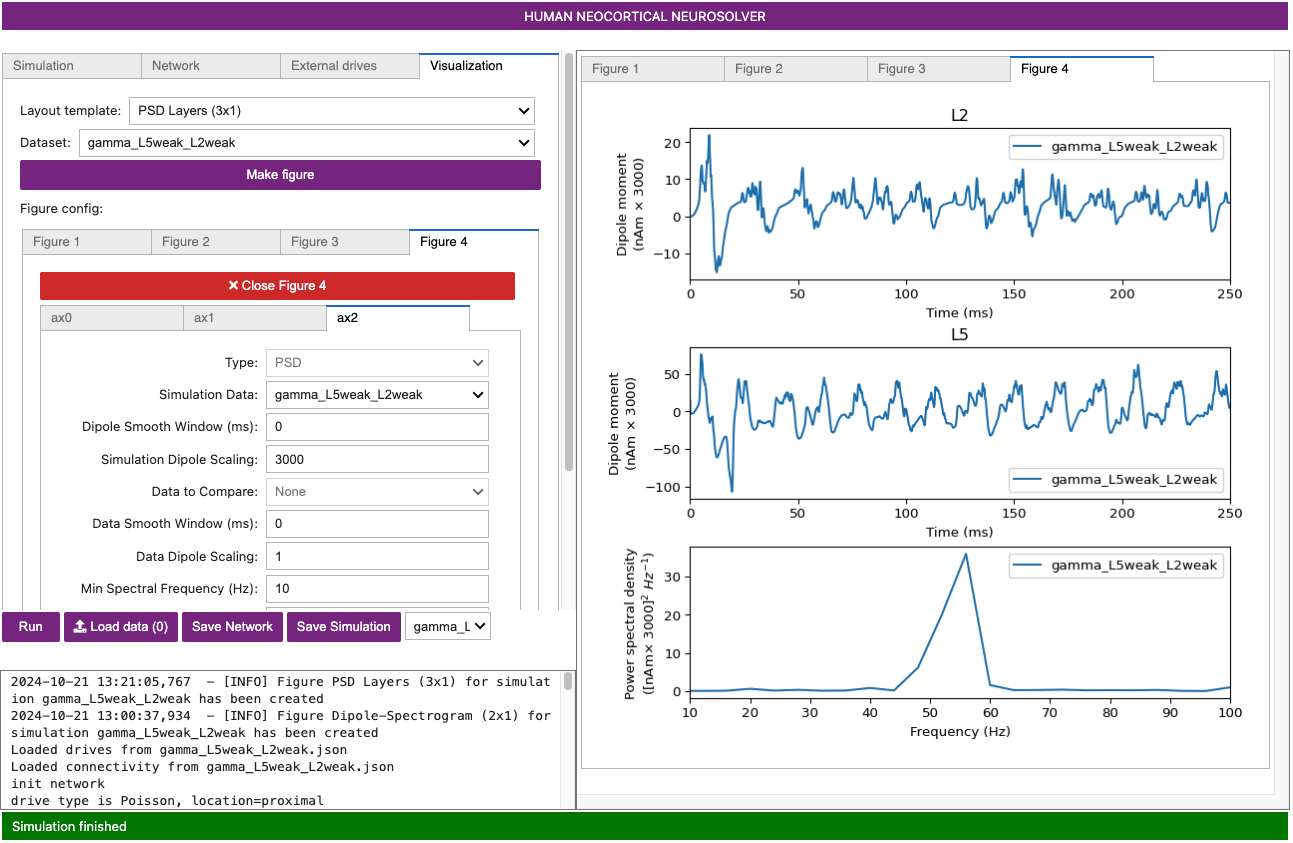 HUMAN NEOCORTICAL NEUROSOLVER
Simulation
Network
External drives
Visualization
Layout template:
PSD Layers (3x1)
Dataset:
gamma_L5weak_L2weak
Make figure
Figure config:
Figure 1
Figure 2
Figure 3
Figure 4
✕ Close Figure 4
ax0
ax1
ax2
Type:
PSD
Simulation Data:
gamma_L5weak_L2weak
Dipole Smooth Window (ms):
0
Simulation Dipole Scaling:
3000
Data to Compare:
None
Data Smooth Window (ms):
0
Data Dipole Scaling:
1
Min Spectral Frequency (Hz):
10
Run
Load data (0)
Save Network
Save Simulation
gamma_L
2024-10-21 13:21:05,767 – [INFO] Figure PSD Layers (3x1) for simulat
ion gamma_L5weak_L2weak has been created
2024-10-21 13:00:37,934 – [INFO] Figure Dipole-Spectrogram (2x1) for
simulation gamma_L5weak_L2weak has been created
Loaded drives from gamma_L5weak_L2weak.json
Loaded connectivity from gamma_L5weak_L2weak.json
init network
drive type is Poisson, location=proximal
Figure 1
Figure 2
Figure 3
Figure 4
L2
gamma_L5weak_L2weak
Dipole moment
(nAm × 3000)
20
10
0
−10
0 50 100 150 200 250
Time (ms)
L5
gamma_L5weak_L2weak
Dipole moment
(nAm × 3000)
50
0
−50
−100
0 50 100 150 200 250
Time (ms)
gamma_L5weak_L2weak
Power spectral density
([nAm× 3000]² Hz⁻¹)
30
20
10
0
10 20 30 40 50 60 70 80 90 100
Frequency (Hz)
Simulation finished